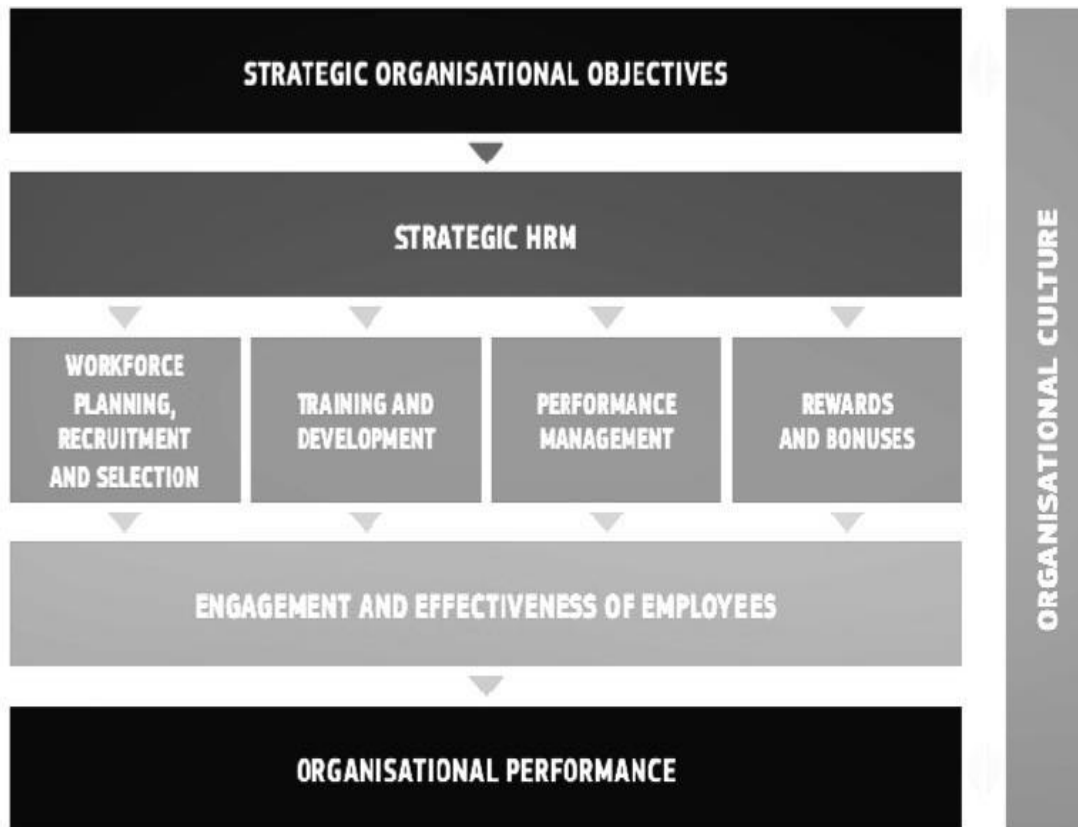 STRATEGIC ORGANISATIONAL OBJECTIVES
STRATEGIC HRM
WORKFORCE
PLANNING,
RECRUITMENT
AND SELECTION
TRAINING AND
DEVELOPMENT
PERFORMANCE
MANAGEMENT
REWARDS
AND BONUSES
ENGAGEMENT AND EFFECTIVENESS OF EMPLOYEES
ORGANISATIONAL PERFORMANCE
ORGANISATIONAL CULTURE